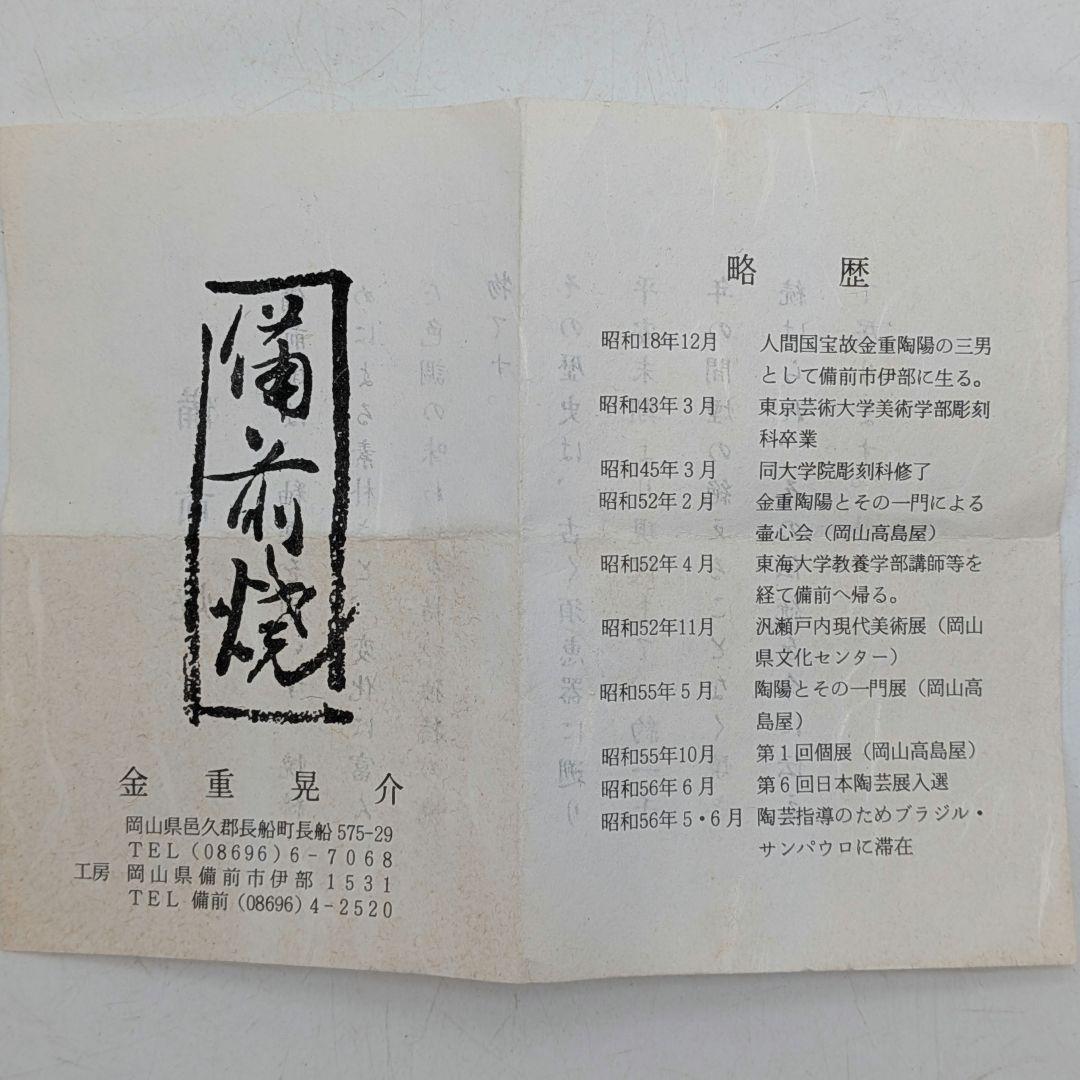 備前焼
金重晃介
岡山県邑久郡長船町長船575-29
TEL(08696)6-7068
工房 岡山県備前市伊部1531
TEL 備前(08696)4-2520
略歴
昭和18年12月 人間国宝故金重陶陽の三男
として備前市伊部に生る。
昭和43年3月 東京芸術大学美術学部彫刻
科卒業
昭和45年3月 同大学院彫刻科修了
昭和52年2月 金重陶陽とその一門による
壷心会(岡山高島屋)
昭和52年4月 東海大学教養学部講師等を
経て備前へ帰る。
昭和52年11月 汎瀬戸内現代美術展(岡山
県文化センター)
昭和55年5月 陶陽とその一門展(岡山高
島屋)
昭和55年10月 第1回個展(岡山高島屋)
昭和56年6月 第6回日本陶芸展入選
昭和56年5・6月 陶芸指導のためブラジル・
サンパウロに滞在